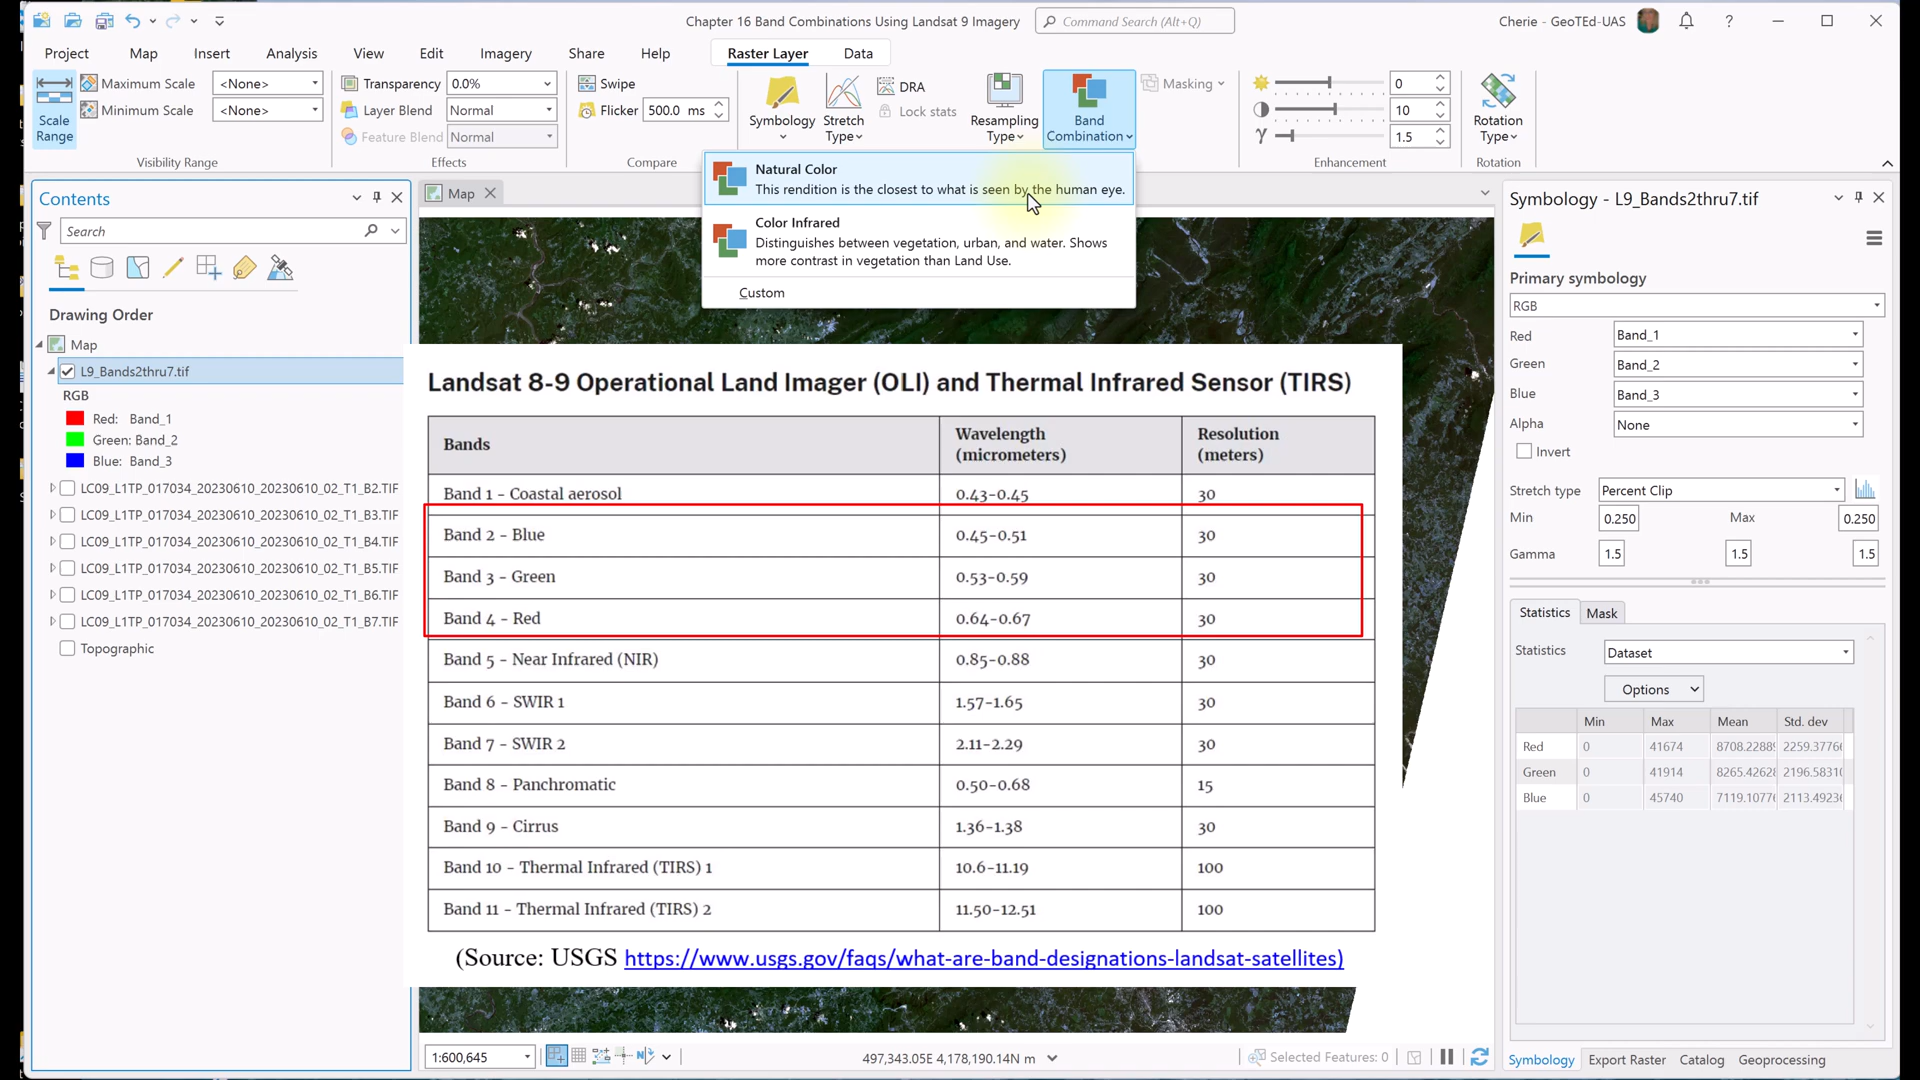 Chapter 16 Band Combinations Using Landsat 9 Imagery
Command Search (Alt+Q)
Cherie - GeoTEd-UAS
?
Project Map Insert Analysis View Edit Imagery Share Help Raster Layer Data
Scale Range
Maximum Scale <None>
Minimum Scale <None>
Visibility Range
Transparency 0.0%
Layer Blend Normal
Feature Blend Normal
Effects
Swipe
Flicker 500.0 ms
Compare
Symbology
Stretch Type
DRA
Lock stats
Resampling Type
Band Combination
Masking
0
10
γ 1.5
Enhancement
Rotation Type
Rotation
Natural Color
This rendition is the closest to what is seen by the human eye.
Color Infrared
Distinguishes between vegetation, urban, and water. Shows
more contrast in vegetation than Land Use.
Custom
Contents
Search
Drawing Order
Map
L9_Bands2thru7.tif
RGB
Red: Band_1
Green: Band_2
Blue: Band_3
LC09_L1TP_017034_20230610_20230610_02_T1_B2.TIF
LC09_L1TP_017034_20230610_20230610_02_T1_B3.TIF
LC09_L1TP_017034_20230610_20230610_02_T1_B4.TIF
LC09_L1TP_017034_20230610_20230610_02_T1_B5.TIF
LC09_L1TP_017034_20230610_20230610_02_T1_B6.TIF
LC09_L1TP_017034_20230610_20230610_02_T1_B7.TIF
Topographic
Map
Landsat 8-9 Operational Land Imager (OLI) and Thermal Infrared Sensor (TIRS)
Bands Wavelength (micrometers) Resolution (meters)
Band 1 - Coastal aerosol 0.43-0.45 30
Band 2 - Blue 0.45-0.51 30
Band 3 - Green 0.53-0.59 30
Band 4 - Red 0.64-0.67 30
Band 5 - Near Infrared (NIR) 0.85-0.88 30
Band 6 - SWIR 1 1.57-1.65 30
Band 7 - SWIR 2 2.11-2.29 30
Band 8 - Panchromatic 0.50-0.68 15
Band 9 - Cirrus 1.36-1.38 30
Band 10 - Thermal Infrared (TIRS) 1 10.6-11.19 100
Band 11 - Thermal Infrared (TIRS) 2 11.50-12.51 100
(Source: USGS https://www.usgs.gov/faqs/what-are-band-designations-landsat-satellites)
1:600,645
497,343.05E 4,178,190.14N m
Selected Features: 0
Symbology - L9_Bands2thru7.tif
Primary symbology
RGB
Red Band_1
Green Band_2
Blue Band_3
Alpha None
Invert
Stretch type Percent Clip
Min 0.250 Max 0.250
Gamma 1.5 1.5 1.5
Statistics Mask
Statistics Dataset
Options
Min Max Mean Std. dev
Red 0 41674 8708.2288 2259.3776
Green 0 41914 8265.42628 2196.5831
Blue 0 45740 7119.1077 2113.4923
Symbology Export Raster Catalog Geoprocessing